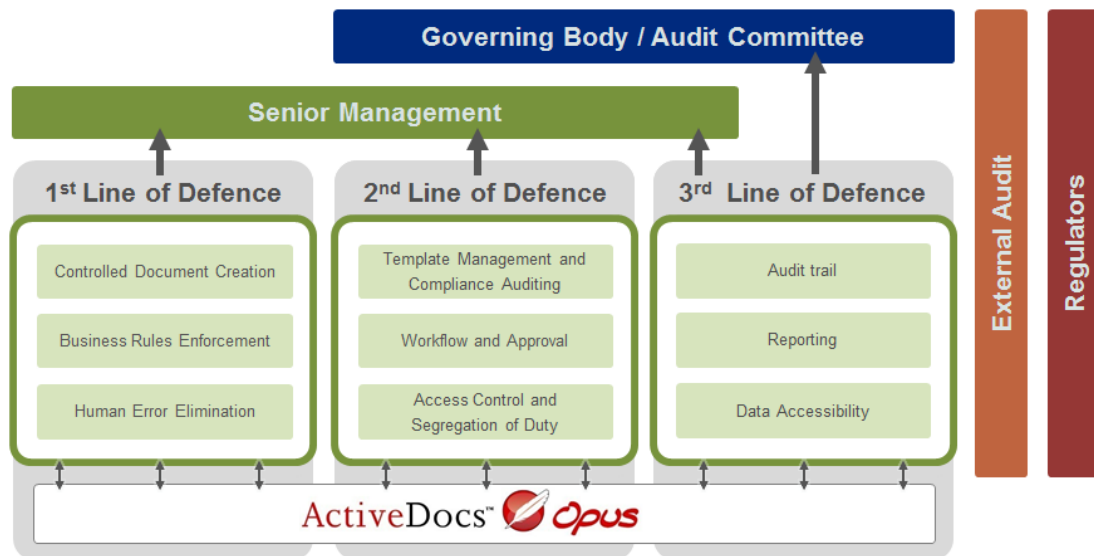 Governing Body / Audit Committee
Senior Management
1st Line of Defence
Controlled Document Creation
Business Rules Enforcement
Human Error Elimination
2nd Line of Defence
Template Management and
Compliance Auditing
Workflow and Approval
Access Control and
Segregation of Duty
3rd Line of Defence
Audit trail
Reporting
Data Accessibility
ActiveDocs™ Opus
External Audit
Regulators